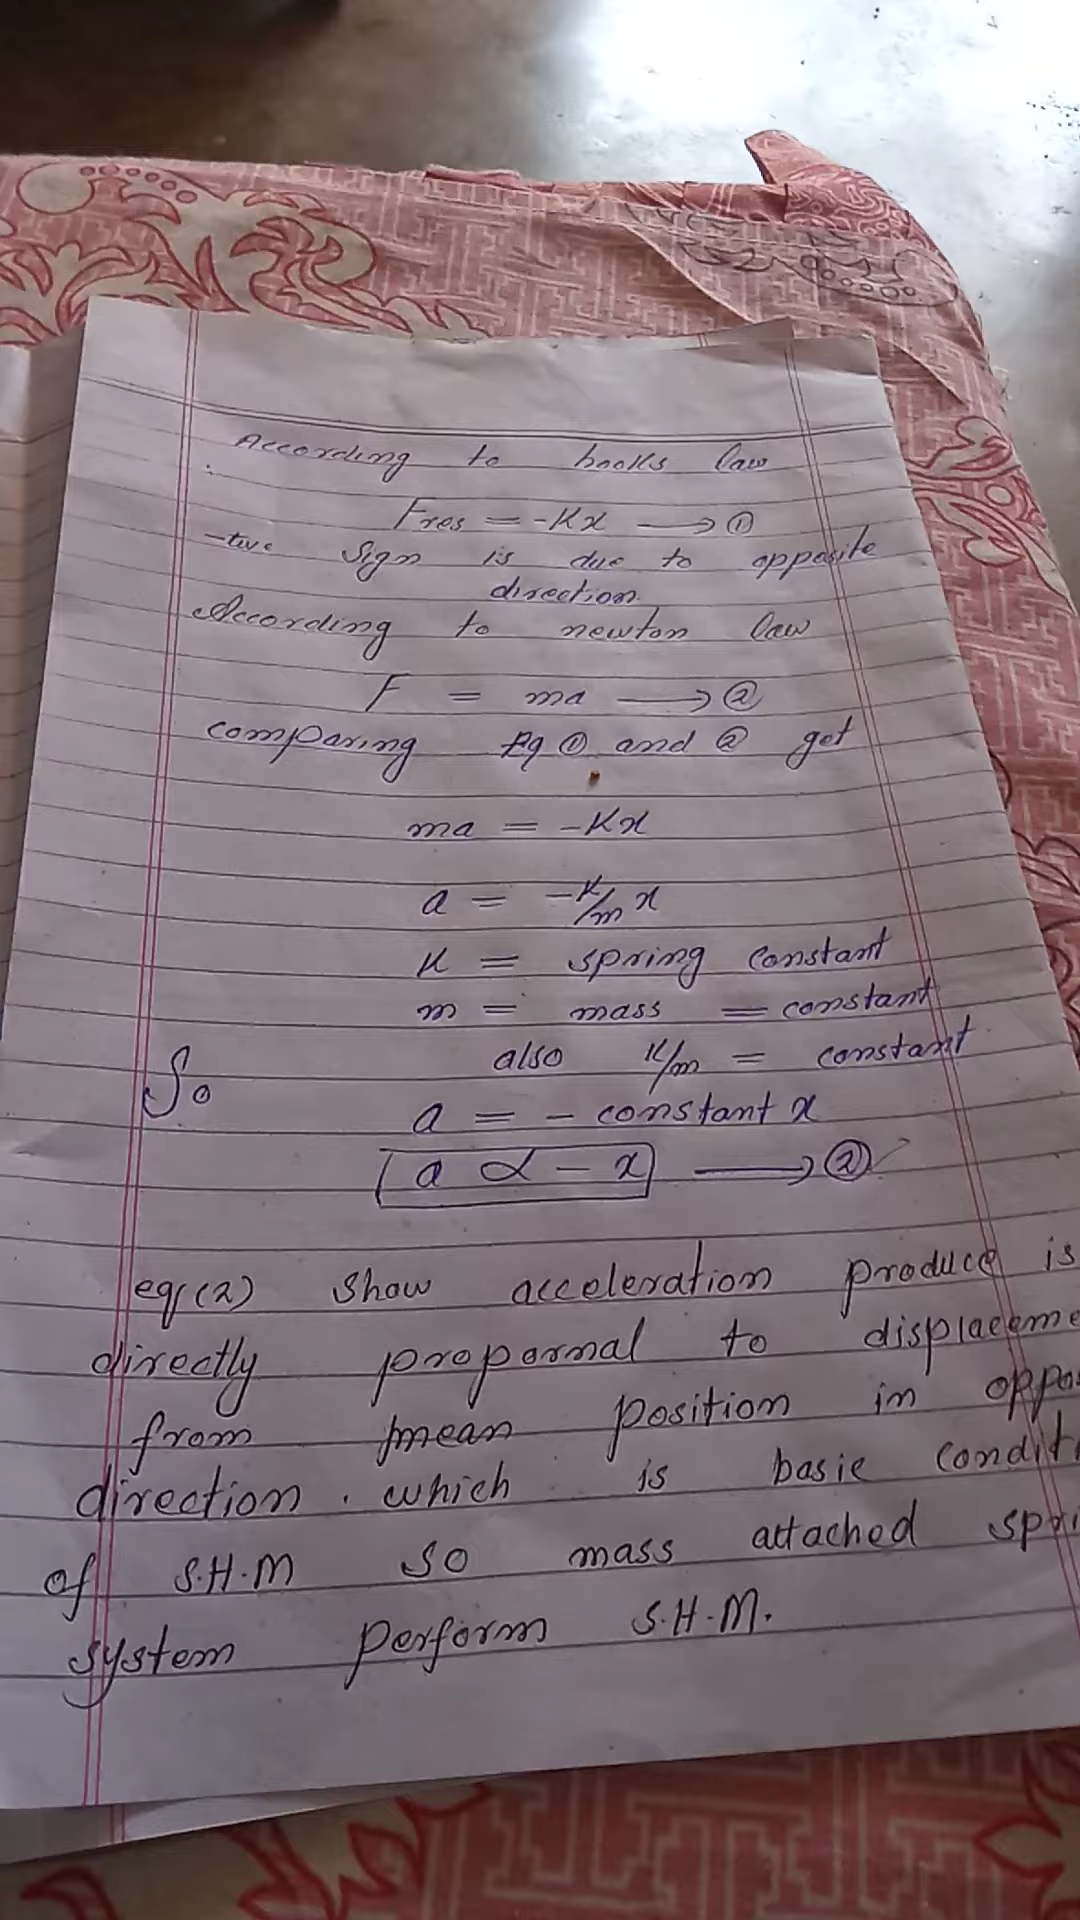 According to hooks law
Fres = -Kx → ①
-tive Sign is due to opposite
direction.
According to newton law
F = ma → ②
comparing Eq ① and ② get
ma = -Kx
a = -K/m x
K = spring constant
m = mass = constant
also K/m = constant
So
a = - constant x
a ∝ - x → ②
eq(2) Show acceleration produce is
directly propormal to displaceme
from mean position in oppos
direction. which is basic condit
of S.H.M so mass attached spri
system perform S.H.M.